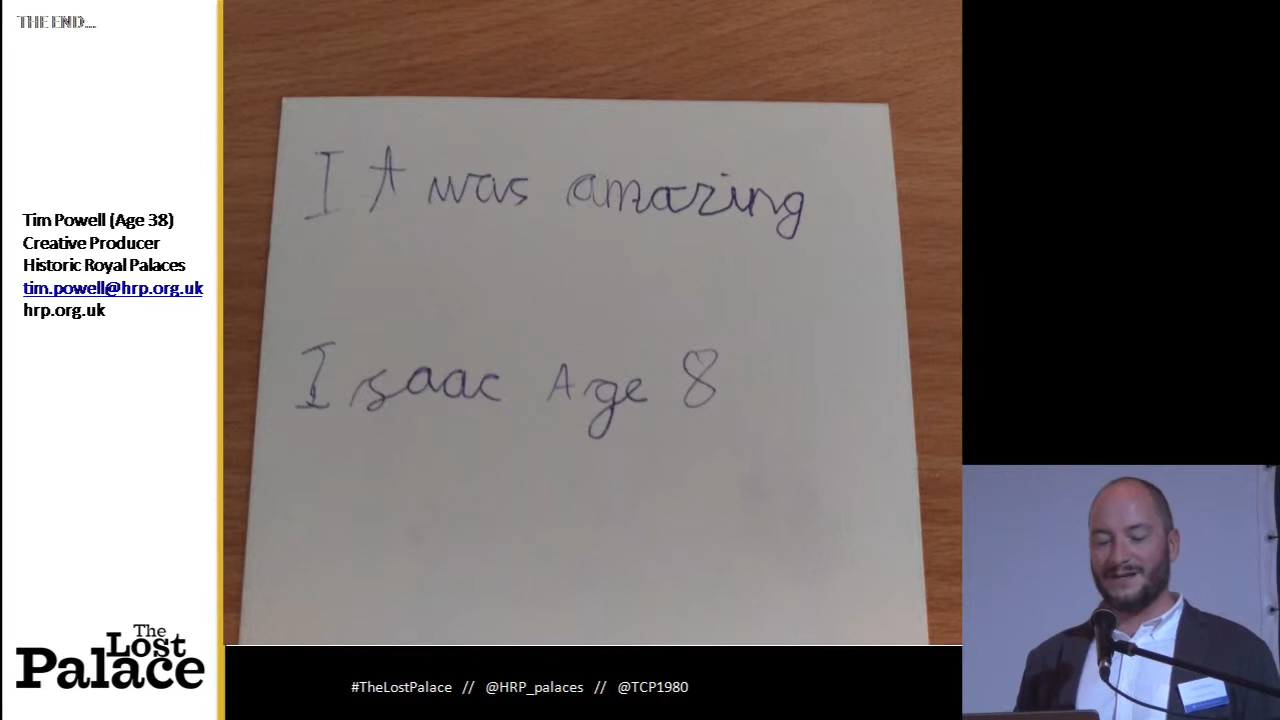 THE END....
Tim Powell (Age 38)
Creative Producer
Historic Royal Palaces
tim.powell@hrp.org.uk
hrp.org.uk
It was amazing
Isaac Age 8
The
Lost
Palace
#TheLostPalace // @HRP_palaces // @TCP1980